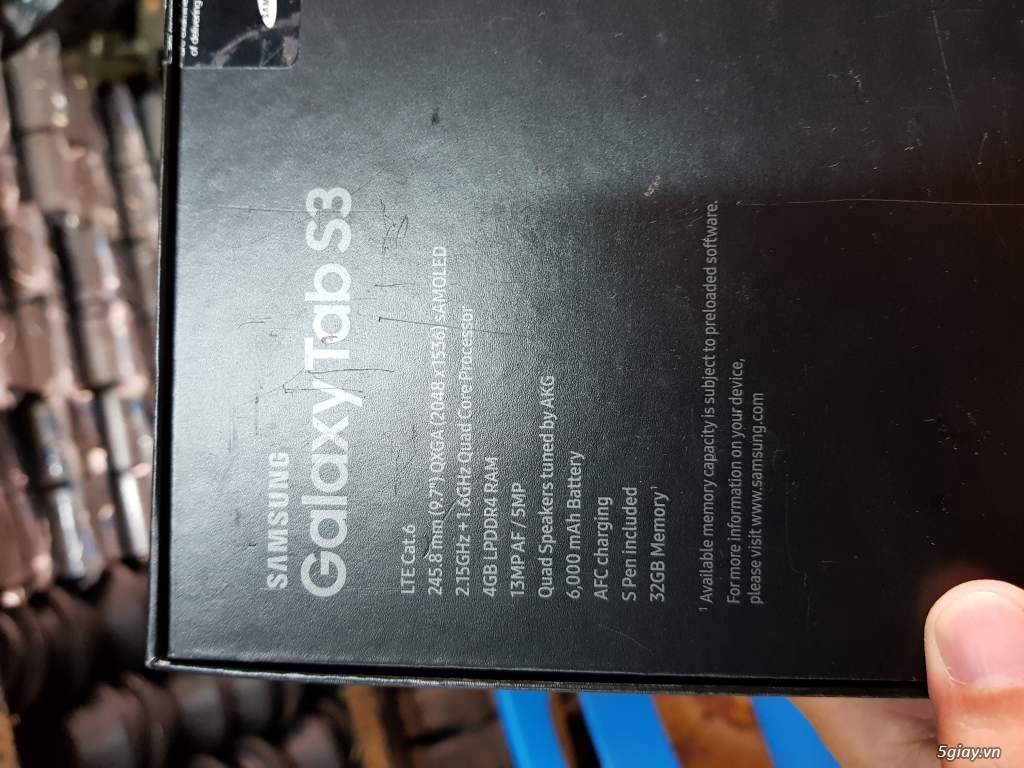 of delivering
SAMSUNG
Galaxy Tab S3
LTE Cat.6
245.8 mm (9.7") QXGA (2048 x 1536) sAMOLED
2.15GHz + 1.6GHz Quad Core Processor
4GB LPDDR4 RAM
13MP AF / 5MP
Quad Speakers tuned by AKG
6,000 mAh Battery
AFC charging
S Pen included
32GB Memory¹
¹ Available memory capacity is subject to preloaded software.
For more information on your device,
please visit www.samsung.com
5giay.vn